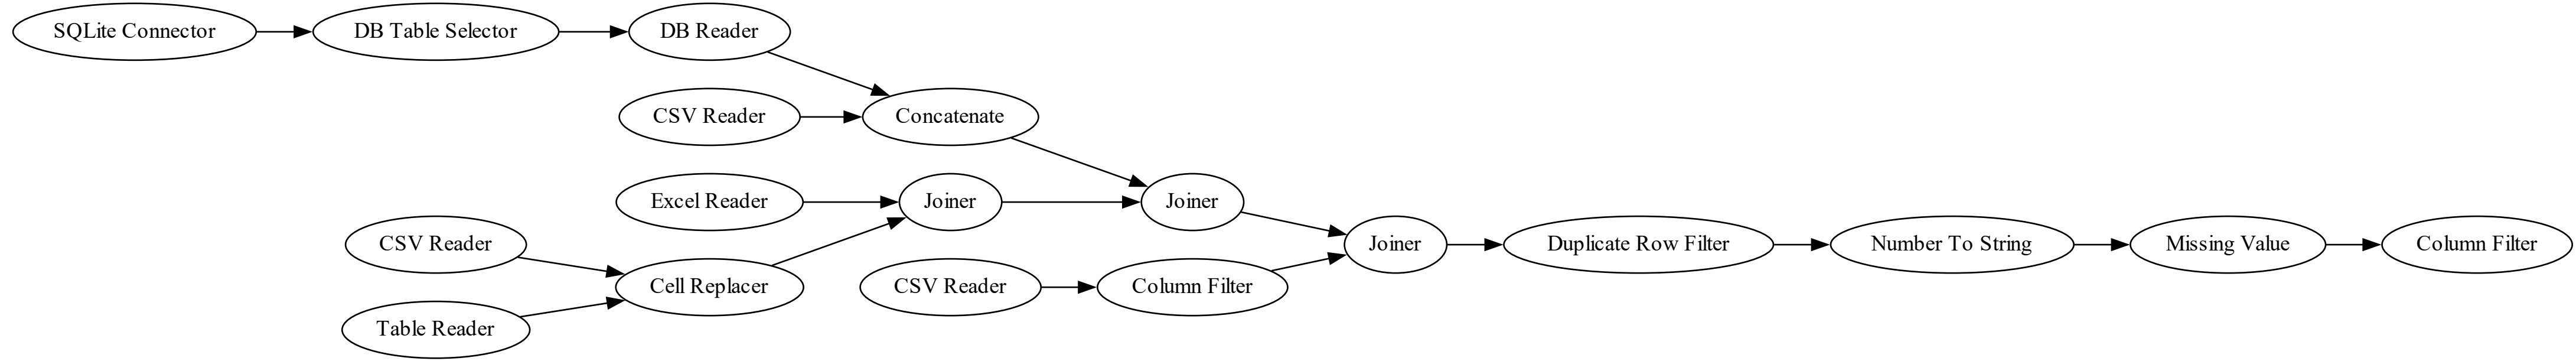 SQLite Connector
DB Table Selector
DB Reader
CSV Reader
Concatenate
Excel Reader
Joiner
Joiner
CSV Reader
Table Reader
Cell Replacer
CSV Reader
Column Filter
Joiner
Duplicate Row Filter
Number To String
Missing Value
Column Filter